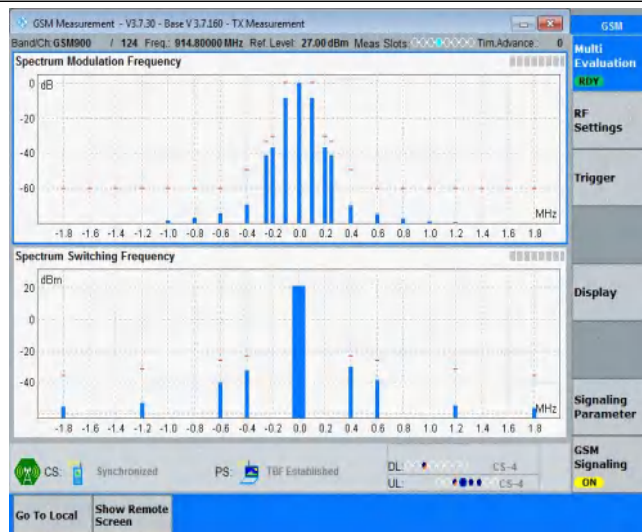 GSM Measurement - V3.7.30 - Base V 3.7.160 - TX Measurement
GSM
Band/Ch: GSM900 / 124 Freq.: 914.80000 MHz Ref. Level: 27.00 dBm Meas Slots: Tim.Advance: 0
Multi
Evaluation
RDY
Spectrum Modulation Frequency
0
dB
-20
-40
-60
MHz
-1.8 -1.6 -1.4 -1.2 -1.0 -0.8 -0.6 -0.4 -0.2 0.0 0.2 0.4 0.6 0.8 1.0 1.2 1.4 1.6 1.8
RF
Settings
Trigger
Spectrum Switching Frequency
20
dBm
0
-20
-40
MHz
-1.8 -1.6 -1.4 -1.2 -1.0 -0.8 -0.6 -0.4 -0.2 0.0 0.2 0.4 0.6 0.8 1.0 1.2 1.4 1.6 1.8
Display
Signaling
Parameter
CS: Synchronized PS: TBF Established DL: CS-4
UL: CS-4
GSM
Signaling
ON
Go To Local
Show Remote
Screen